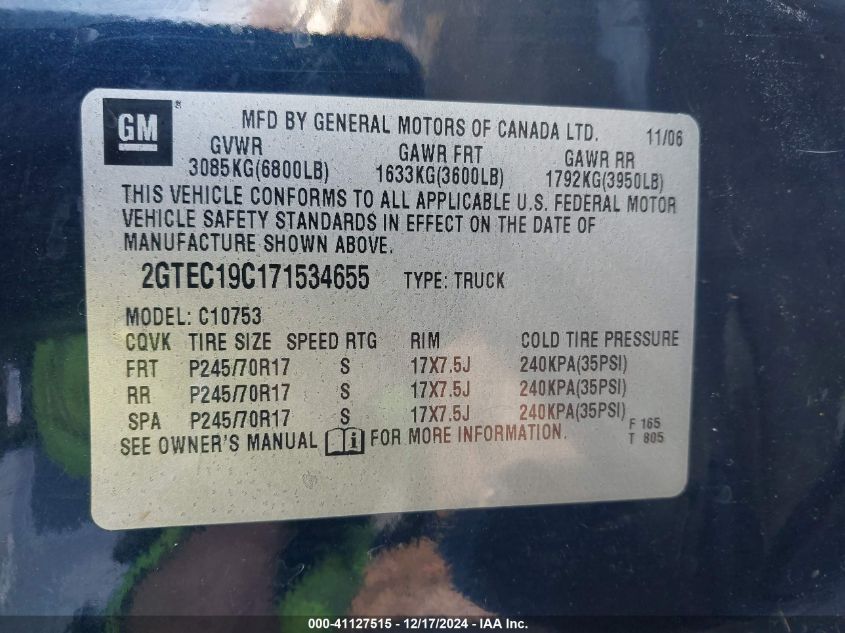 GM ®
MFD BY GENERAL MOTORS OF CANADA LTD. 11/06
GVWR GAWR FRT GAWR RR
3085KG(6800LB) 1633KG(3600LB) 1792KG(3950LB)
THIS VEHICLE CONFORMS TO ALL APPLICABLE U.S. FEDERAL MOTOR
VEHICLE SAFETY STANDARDS IN EFFECT ON THE DATE OF
MANUFACTURE SHOWN ABOVE.
2GTEC19C171534655 TYPE: TRUCK
MODEL: C10753
CQVK TIRE SIZE SPEED RTG RIM COLD TIRE PRESSURE
FRT P245/70R17 S 17X7.5J 240KPA(35PSI)
RR P245/70R17 S 17X7.5J 240KPA(35PSI)
SPA P245/70R17 S 17X7.5J 240KPA(35PSI)
F 165
SEE OWNER'S MANUAL FOR MORE INFORMATION.
T 805
000-41127515 - 12/17/2024 - IAA Inc.